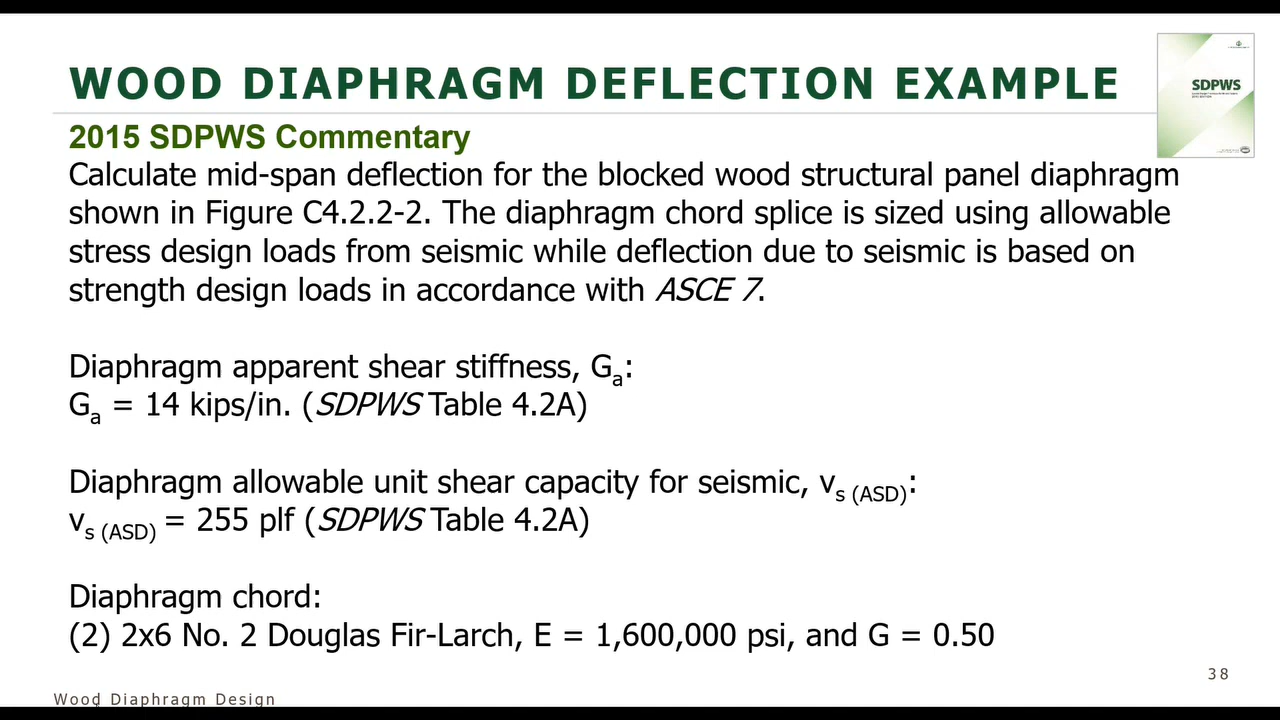 WOOD DIAPHRAGM DEFLECTION EXAMPLE
SDPWS
2015 SDPWS Commentary
Calculate mid-span deflection for the blocked wood structural panel diaphragm
shown in Figure C4.2.2-2. The diaphragm chord splice is sized using allowable
stress design loads from seismic while deflection due to seismic is based on
strength design loads in accordance with ASCE 7.
Diaphragm apparent shear stiffness, Ga:
Ga = 14 kips/in. (SDPWS Table 4.2A)
Diaphragm allowable unit shear capacity for seismic, vs (ASD):
vs (ASD) = 255 plf (SDPWS Table 4.2A)
Diaphragm chord:
(2) 2x6 No. 2 Douglas Fir-Larch, E = 1,600,000 psi, and G = 0.50
38
Wood Diaphragm Design